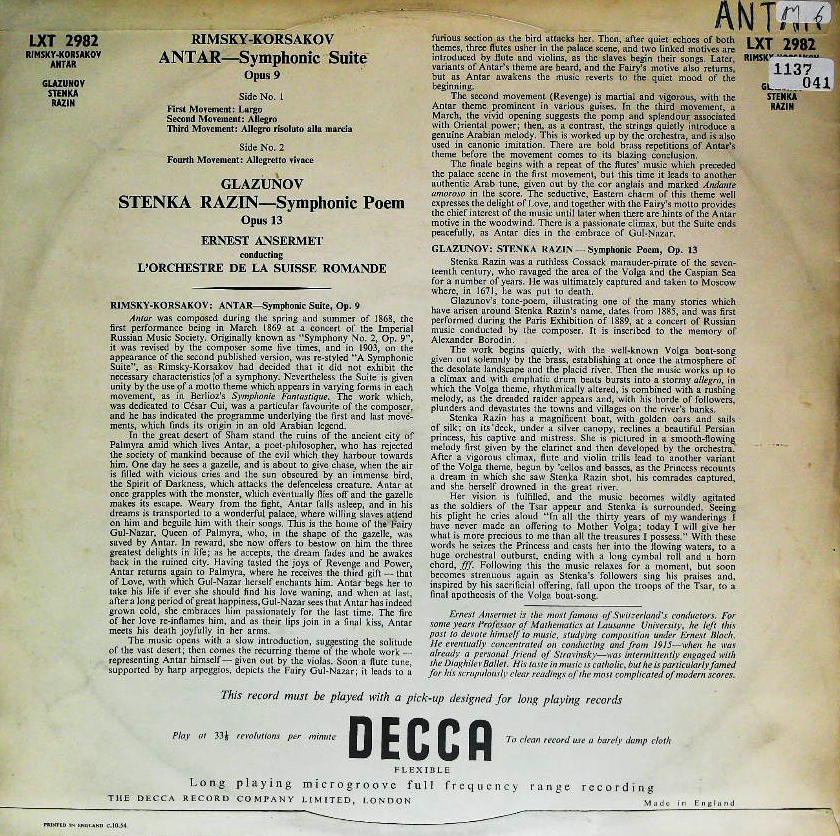 ANTAR M 6
LXT 2982
RIMSKY-KORSAKOV
ANTAR
GLAZUNOV
STENKA
RAZIN
RIMSKY-KORSAKOV
ANTAR—Symphonic Suite
Opus 9
Side No. 1
First Movement: Largo
Second Movement: Allegro
Third Movement: Allegro risoluto alla marcia
Side No. 2
Fourth Movement: Allegretto vivace
GLAZUNOV
STENKA RAZIN—Symphonic Poem
Opus 13
ERNEST ANSERMET
conducting
L'ORCHESTRE DE LA SUISSE ROMANDE
RIMSKY-KORSAKOV: ANTAR—Symphonic Suite, Op. 9
Antar was composed during the spring and summer of 1868, the
first performance being in March 1869 at a concert of the Imperial
Russian Music Society. Originally known as "Symphony No. 2, Op. 9",
it was revised by the composer some five times, and in 1903, on the
appearance of the second published version, was re-styled "A Symphonic
Suite", as Rimsky-Korsakov had decided that it did not exhibit the
necessary characteristics of a symphony. Nevertheless the Suite is given
unity by the use of a motto theme which appears in varying forms in each
movement, as in Berlioz's Symphonie Fantastique. The work which,
was dedicated to César Cui, was a particular favourite of the composer,
and he has indicated the programme underlying the first and last move-
ments, which finds its origin in an old Arabian legend.
In the great desert of Sham stand the ruins of the ancient city of
Palmyra amid which lives Antar, a poet-philosopher, who has rejected
the society of mankind because of the evil which they harbour towards
him. One day he sees a gazelle, and is about to give chase, when the air
is filled with vicious cries and the sun obscured by an immense bird,
the Spirit of Darkness, which attacks the defenceless creature. Antar at
once grapples with the monster, which eventually flies off and the gazelle
makes its escape. Weary from the fight, Antar falls asleep, and in his
dreams is transported to a wonderful palace, where willing slaves attend
on him and beguile him with their songs. This is the home of the Fairy
Gul-Nazar, Queen of Palmyra, who, in the shape of the gazelle, was
saved by Antar. In reward, she now offers to bestow on him the three
greatest delights in life; as he accepts, the dream fades and he awakes
back in the ruined city. Having tasted the joys of Revenge and Power,
Antar returns again to Palmyra, where he receives the third gift — that
of Love, with which Gul-Nazar herself enchants him. Antar begs her to
take his life if ever she should find his love waning, and when at last,
after a long period of great happiness, Gul-Nazar sees that Antar has indeed
grown cold, she embraces him passionately for the last time. The fire
of her love re-inflames him, and as their lips join in a final kiss, Antar
meets his death joyfully in her arms.
The music opens with a slow introduction, suggesting the solitude
of the vast desert; then comes the recurring theme of the whole work —
representing Antar himself — given out by the violas. Soon a flute tune,
supported by harp arpeggios, depicts the Fairy Gul-Nazar; it leads to a
furious section as the bird attacks her. Then, after quiet echoes of both
themes, three flutes usher in the palace scene, and two linked motives are
introduced by flute and violins, as the slaves begin their songs. Later,
variants of Antar's theme are heard, and the Fairy's motive also returns,
but as Antar awakens the music reverts to the quiet mood of the
beginning.
The second movement (Revenge) is martial and vigorous, with the
Antar theme prominent in various guises. In the third movement, a
March, the vivid opening suggests the pomp and splendour associated
with Oriental power; then, as a contrast, the strings quietly introduce a
genuine Arabian melody. This is worked up by the orchestra, and is also
used in canonic imitation. There are bold brass repetitions of Antar's
theme before the movement comes to its blazing conclusion.
The finale begins with a repeat of the flutes' music which preceded
the palace scene in the first movement, but this time it leads to another
authentic Arab tune, given out by the cor anglais and marked Andante
amoroso in the score. The seductive, Eastern charm of this theme well
expresses the delight of Love, and together with the Fairy's motto provides
the chief interest of the music until later when there are hints of the Antar
motive in the woodwind. There is a passionate climax, but the Suite ends
peacefully, as Antar dies in the embrace of Gul-Nazar.
GLAZUNOV: STENKA RAZIN — Symphonic Poem, Op. 13
Stenka Razin was a ruthless Cossack marauder-pirate of the seven-
teenth century, who ravaged the area of the Volga and the Caspian Sea
for a number of years. He was ultimately captured and taken to Moscow
where, in 1671, he was put to death.
Glazunov's tone-poem, illustrating one of the many stories which
have arisen around Stenka Razin's name, dates from 1885, and was first
performed during the Paris Exhibition of 1889, at a concert of Russian
music conducted by the composer. It is inscribed to the memory of
Alexander Borodin.
The work begins quietly, with the well-known Volga boat-song
given out solemnly by the brass, establishing at once the atmosphere of
the desolate landscape and the placid river. Then the music works up to
a climax and with emphatic drum beats bursts into a stormy allegro, in
which the Volga theme, rhythmically altered, is combined with a rushing
melody, as the dreaded raider appears and, with his horde of followers,
plunders and devastates the towns and villages on the river's banks.
Stenka Razin has a magnificent boat, with golden oars and sails
of silk; on its deck, under a silver canopy, reclines a beautiful Persian
princess, his captive and mistress. She is pictured in a smooth-flowing
melody first given by the clarinet and then developed by the orchestra.
After a vigorous climax, flute and violin trills lead to another variant
of the Volga theme, begun by 'cellos and basses, as the Princess recounts
a dream in which she saw Stenka Razin shot, his comrades captured,
and she herself drowned in the great river.
Her vision is fulfilled, and the music becomes wildly agitated
as the soldiers of the Tsar appear and Stenka is surrounded. Seeing
his plight he cries aloud "In all the thirty years of my wanderings I
have never made an offering to Mother Volga; today I will give her
what is more precious to me than all the treasures I possess." With these
words he seizes the Princess and casts her into the flowing waters, to a
huge orchestral outburst, ending with a long cymbal roll and a horn
chord, fff. Following this the music relaxes for a moment, but soon
becomes strenuous again as Stenka's followers sing his praises and,
inspired by his sacrificial offering, fall upon the troops of the Tsar, to a
final apotheosis of the Volga boat-song.
Ernest Ansermet is the most famous of Switzerland's conductors. For
some years Professor of Mathematics at Lausanne University, he left this
post to devote himself to music, studying composition under Ernest Bloch.
He eventually concentrated on conducting and from 1915—when he was
already a personal friend of Stravinsky—was intermittently engaged with
the Diaghilev Ballet. His taste in music is catholic, but he is particularly famed
for his scrupulously clear readings of the most complicated of modern scores.
LXT 2982
RIMSK
1137
041
STENKA
RAZIN
This record must be played with a pick-up designed for long playing records
Play at 33⅓ revolutions per minute
DECCA
To clean record use a barely damp cloth
FLEXIBLE
Long playing microgroove full frequency range recording
THE DECCA RECORD COMPANY LIMITED, LONDON
Made in England
PRINTED IN ENGLAND C.10.54.